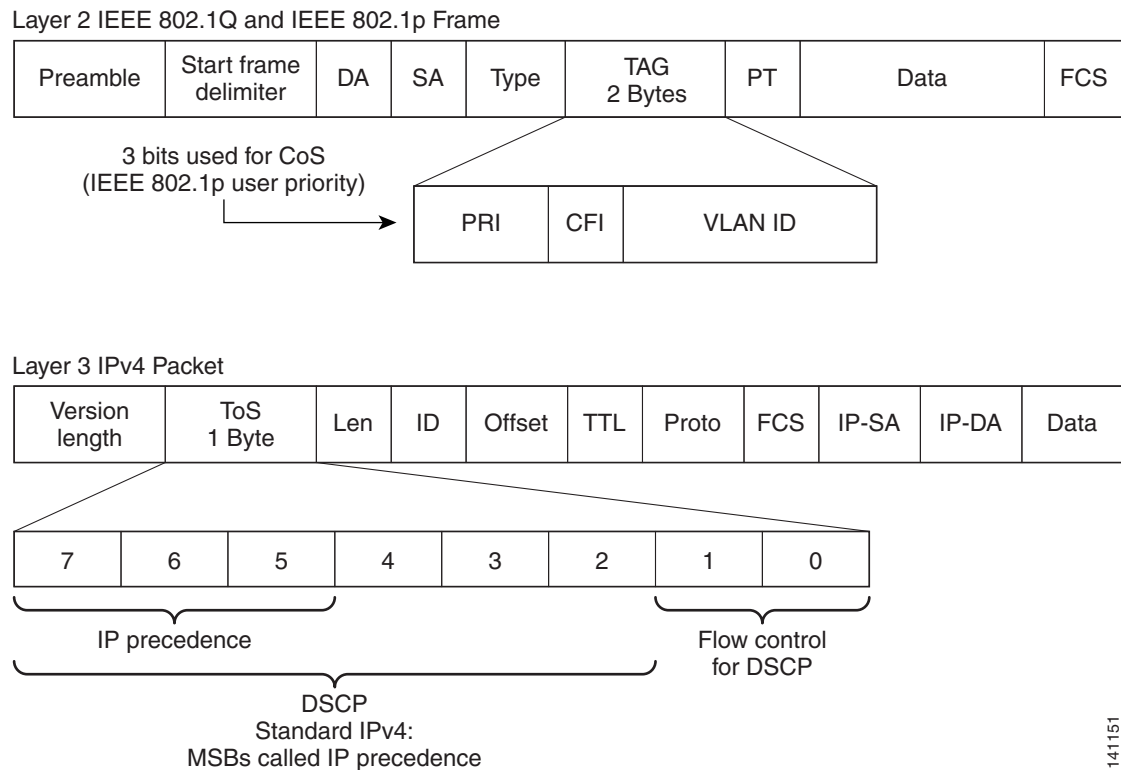 Layer 2 IEEE 802.1Q and IEEE 802.1p Frame
Preamble
Start frame
delimiter
DA
SA
Type
TAG
2 Bytes
PT
Data
FCS
3 bits used for CoS
(IEEE 802.1p user priority)
PRI
CFI
VLAN ID
Layer 3 IPv4 Packet
Version
length
ToS
1 Byte
Len
ID
Offset
TTL
Proto
FCS
IP-SA
IP-DA
Data
7
6
5
4
3
2
1
0
IP precedence
Flow control
for DSCP
DSCP
Standard IPv4:
MSBs called IP precedence
141151